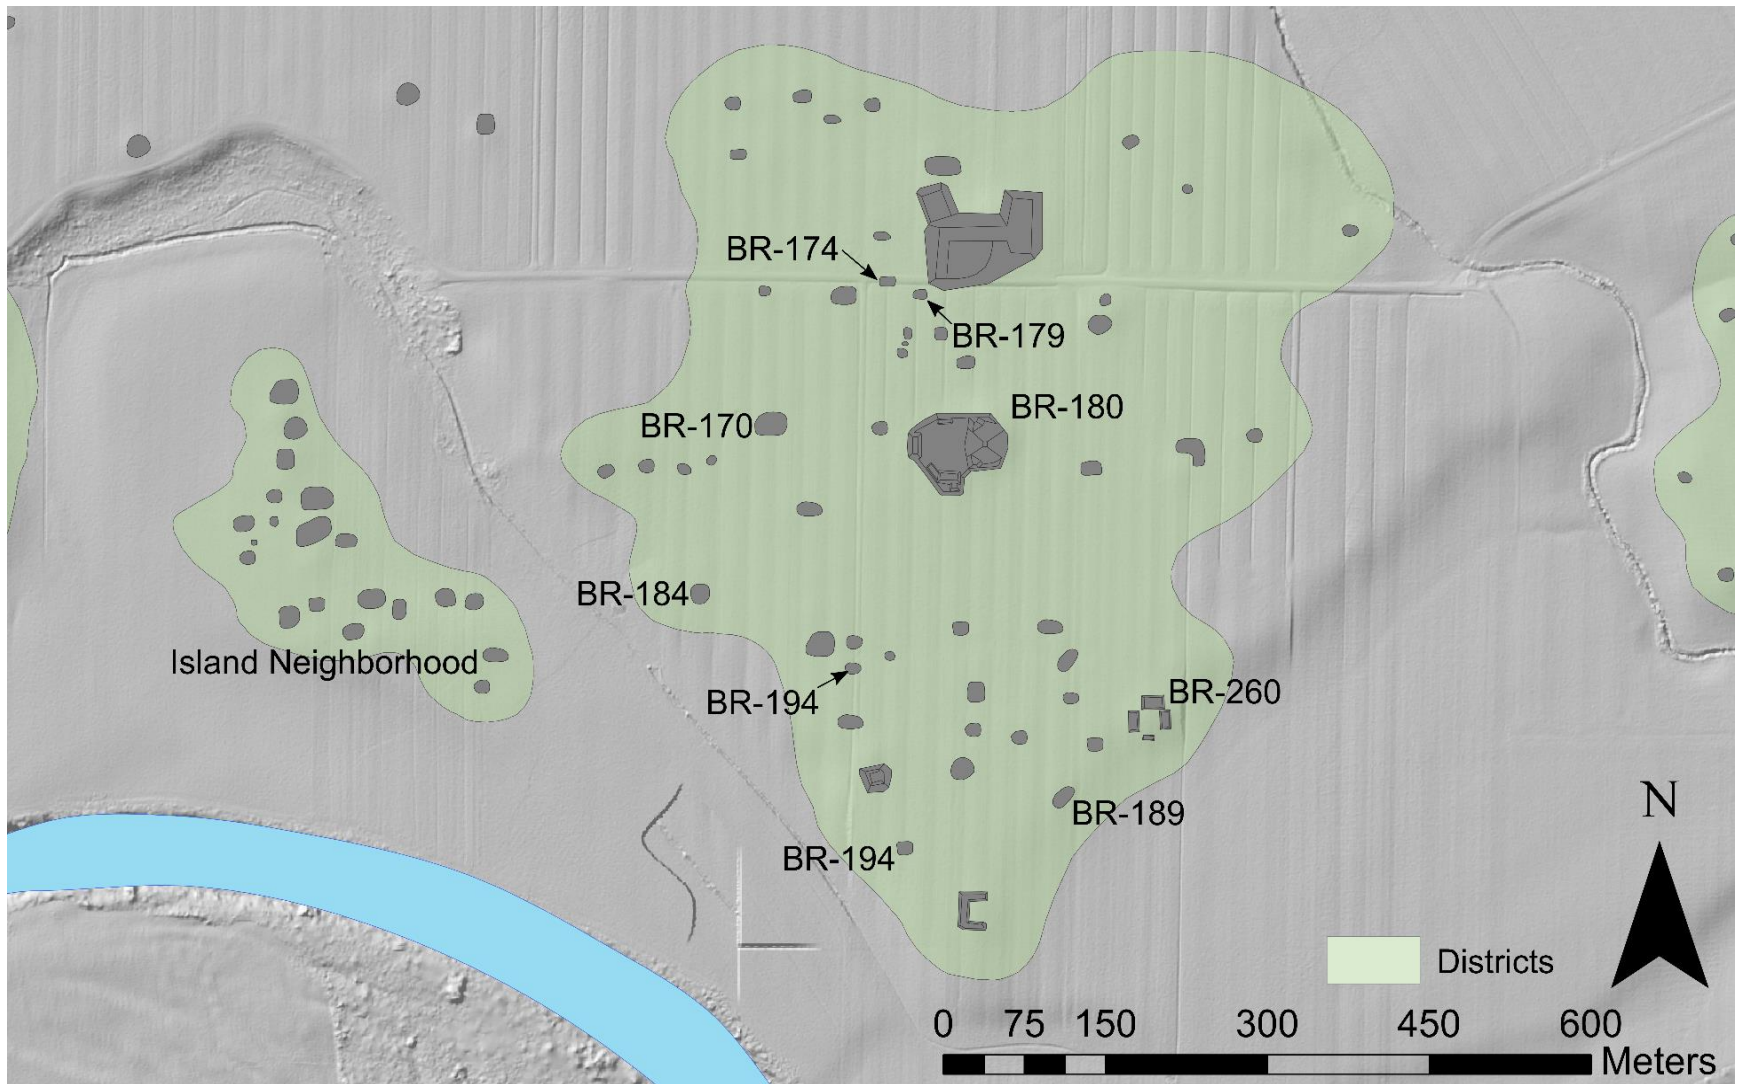 BR-174
BR-179
BR-180
BR-170
BR-184
Island Neighborhood
BR-194
BR-260
BR-189
BR-194
N
Districts
0 75 150 300 450 600
Meters